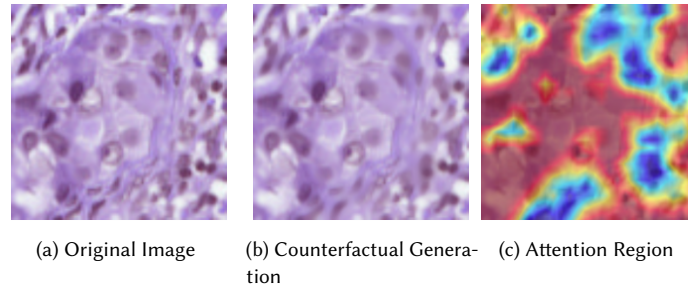 (a) Original Image
(b) Counterfactual Genera-
tion
(c) Attention Region